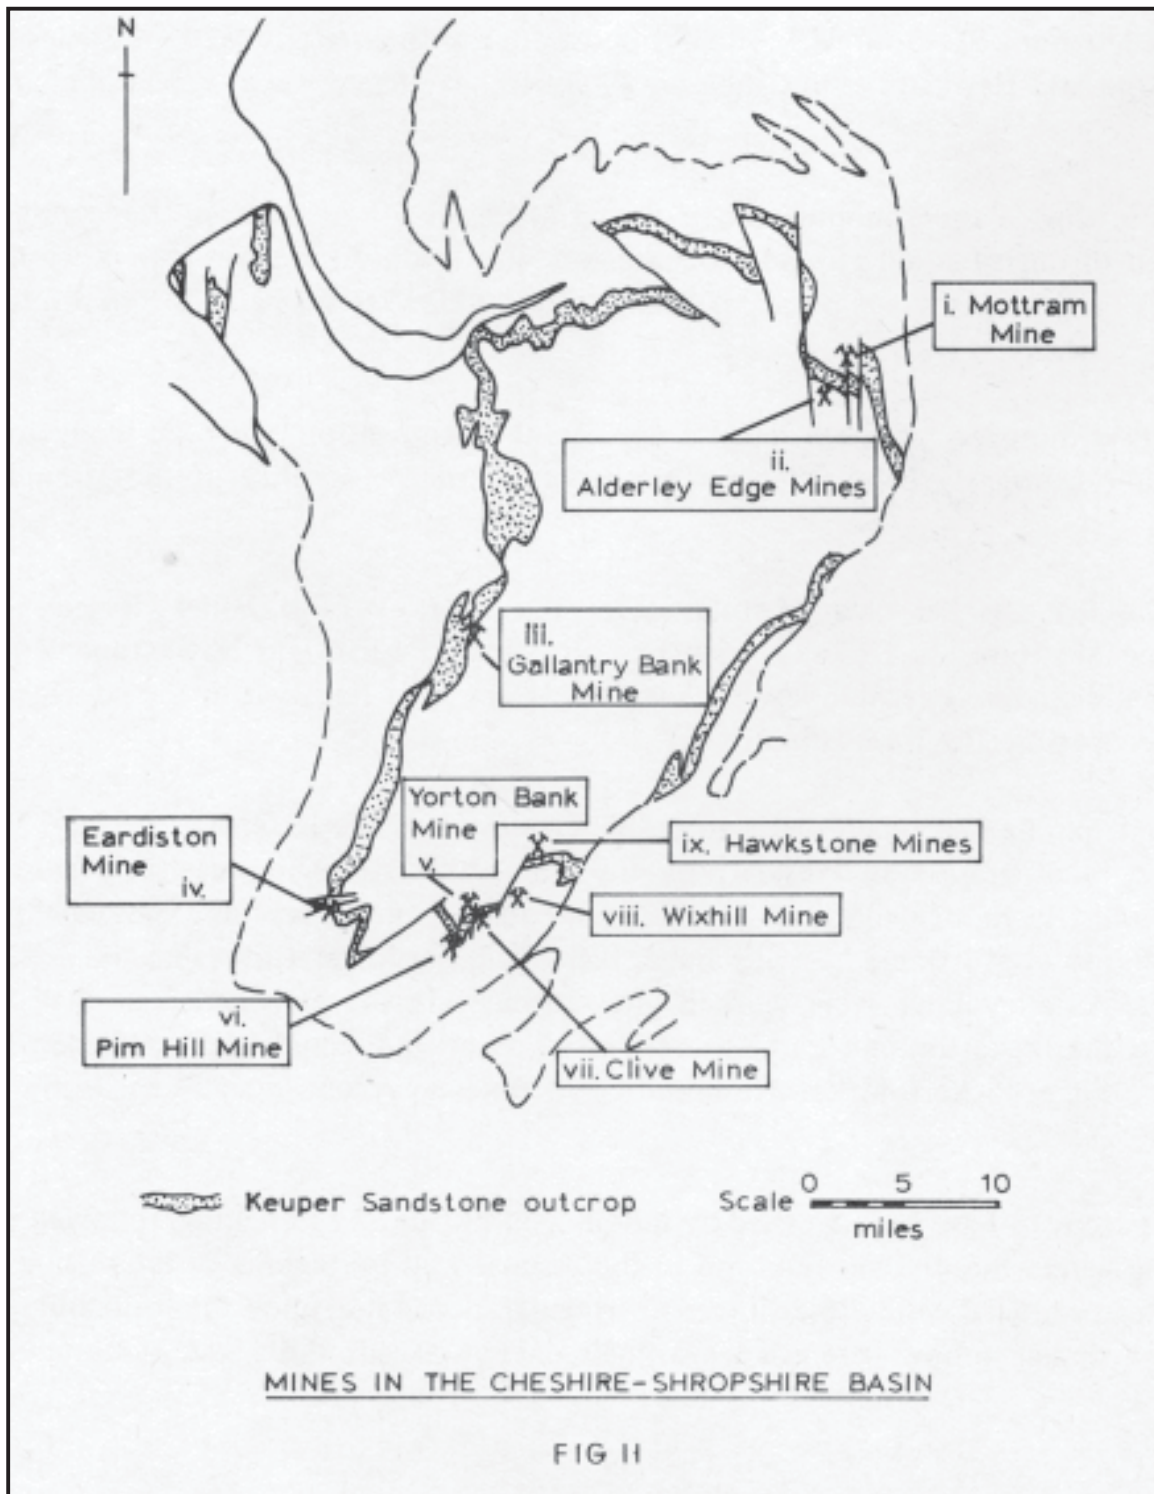 N
i. Mottram
Mine
ii.
Alderley Edge Mines
iii.
Gallantry Bank
Mine
Yorton Bank
Mine
v.
Eardiston
Mine
iv.
ix. Hawkstone Mines
viii. Wixhill Mine
vi.
Pim Hill Mine
vii. Clive Mine
Keuper Sandstone outcrop
Scale
0 5 10
miles
MINES IN THE CHESHIRE-SHROPSHIRE BASIN
FIG 11